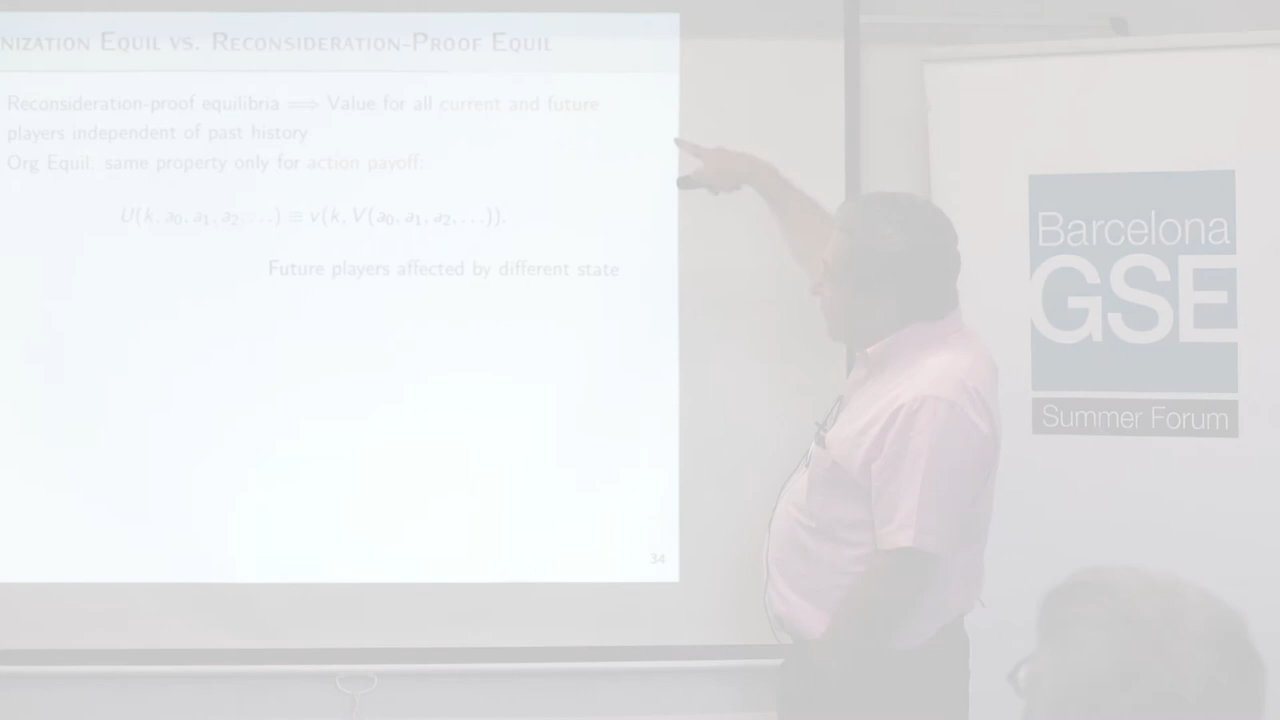 NIZATION EQUIL VS. RECONSIDERATION-PROOF EQUIL
Reconsideration-proof equilibria ⟹ Value for all current and future
players independent of past history
Org Equil: same property only for action payoff:
U(k, a₀, a₁, a₂, ...) ≡ v(k, V(a₀, a₁, a₂, ...)).
Future players affected by different state
34
Barcelona
GSE
Summer Forum